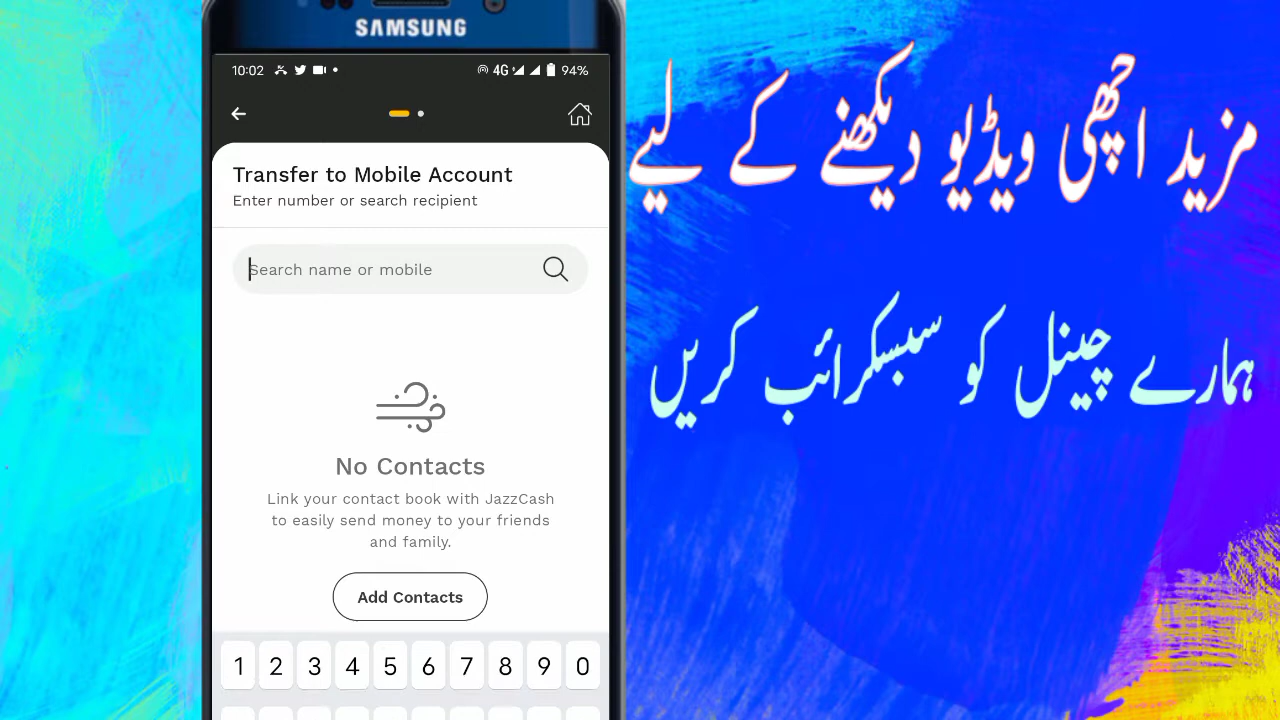 SAMSUNG
10:02 4G 94%
Transfer to Mobile Account
Enter number or search recipient
Search name or mobile
No Contacts
Link your contact book with JazzCash
to easily send money to your friends
and family.
Add Contacts
1 2 3 4 5 6 7 8 9 0
مزید اچھی ویڈیو دیکھنے کے لیے
ہمارے چینل کو سبسکرائب کریں